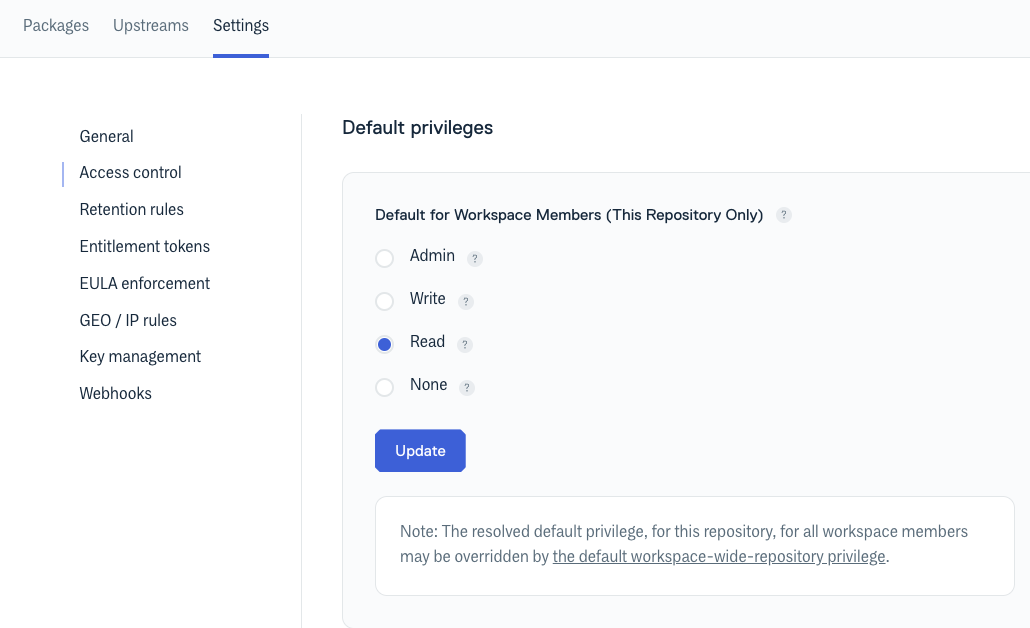 Packages Upstreams Settings
General
Access control
Retention rules
Entitlement tokens
EULA enforcement
GEO / IP rules
Key management
Webhooks
Default privileges
Default for Workspace Members (This Repository Only) ?
Admin ?
Write ?
Read ?
None ?
Update
Note: The resolved default privilege, for this repository, for all workspace members
may be overridden by the default workspace-wide-repository privilege.